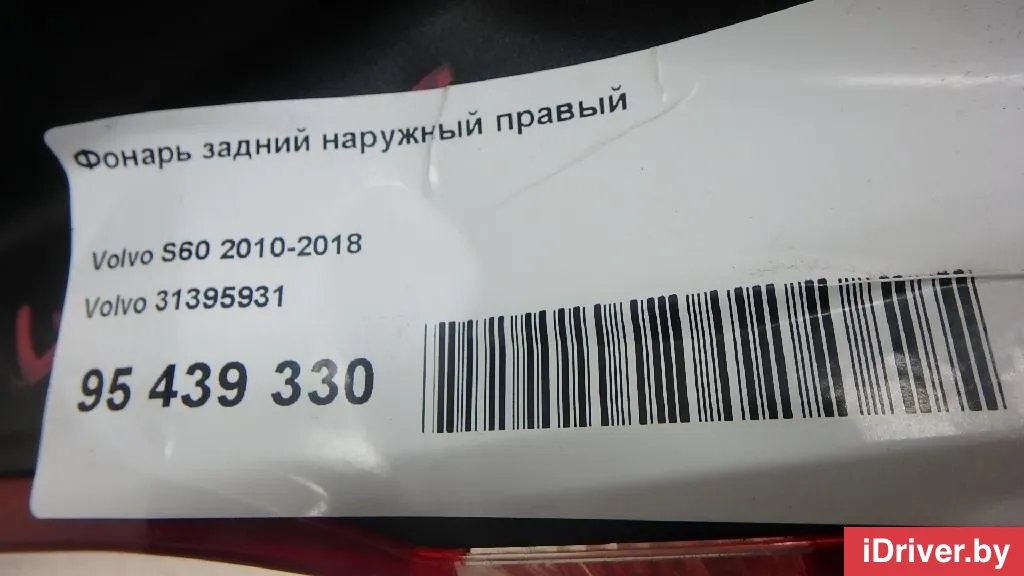 Фонарь задний наружный правый
Volvo S60 2010-2018
Volvo 31395931
95 439 330
iDriver.by